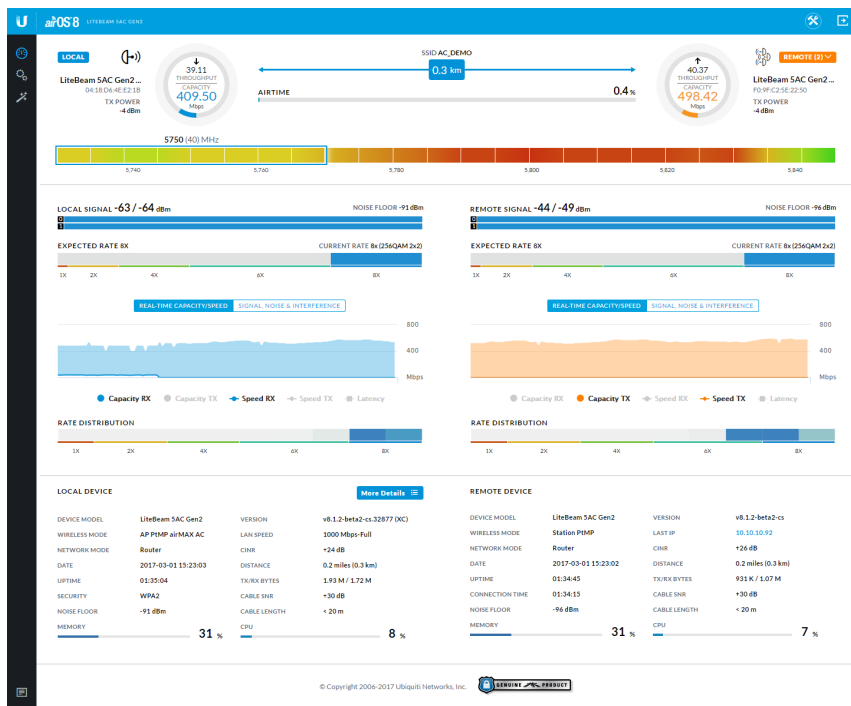 airOS 8 LITEBEAM 5AC GEN2
LOCAL
LiteBeam 5AC Gen2...
04:18:D6:4E:E2:1B
TX POWER
-4 dBm
39.11
THROUGHPUT
CAPACITY
409.50
Mbps
SSID AC_DEMO
0.3 km
AIRTIME 0.4 %
40.37
THROUGHPUT
CAPACITY
498.42
Mbps
REMOTE (2)
LiteBeam 5AC Gen2...
F0:9F:C2:5E:22:50
TX POWER
-4 dBm
5750 (40) MHz
5,740 5,760 5,780 5,800 5,820 5,840
LOCAL SIGNAL -63 / -64 dBm NOISE FLOOR -91 dBm
0
1
EXPECTED RATE 8X CURRENT RATE 8x (256QAM 2x2)
1X 2X 4X 6X 8X
REAL-TIME CAPACITY/SPEED SIGNAL, NOISE & INTERFERENCE
800
400
Mbps
Capacity RX Capacity TX Speed RX Speed TX Latency
RATE DISTRIBUTION
1X 2X 4X 6X 8X
REMOTE SIGNAL -44 / -49 dBm NOISE FLOOR -96 dBm
0
1
EXPECTED RATE 8X CURRENT RATE 8x (256QAM 2x2)
1X 2X 4X 6X 8X
REAL-TIME CAPACITY/SPEED SIGNAL, NOISE & INTERFERENCE
800
400
Mbps
Capacity RX Capacity TX Speed RX Speed TX Latency
RATE DISTRIBUTION
1X 2X 4X 6X 8X
LOCAL DEVICE More Details
DEVICE MODEL LiteBeam 5AC Gen2 VERSION v8.1.2-beta2-cs.32877 (XC)
WIRELESS MODE AP PtMP airMAX AC LAN SPEED 1000 Mbps-Full
NETWORK MODE Router CINR +24 dB
DATE 2017-03-01 15:23:03 DISTANCE 0.2 miles (0.3 km)
UPTIME 01:35:04 TX/RX BYTES 1.93 M / 1.72 M
SECURITY WPA2 CABLE SNR +30 dB
NOISE FLOOR -91 dBm CABLE LENGTH < 20 m
MEMORY 31 % CPU 8 %
REMOTE DEVICE
DEVICE MODEL LiteBeam 5AC Gen2 VERSION v8.1.2-beta2-cs
WIRELESS MODE Station PtMP LAST IP 10.10.10.92
NETWORK MODE Router CINR +26 dB
DATE 2017-03-01 15:23:02 DISTANCE 0.2 miles (0.3 km)
UPTIME 01:34:45 TX/RX BYTES 931 K / 1.07 M
CONNECTION TIME 01:34:15 CABLE SNR +30 dB
NOISE FLOOR -96 dBm CABLE LENGTH < 20 m
MEMORY 31 % CPU 7 %
© Copyright 2006-2017 Ubiquiti Networks, Inc. GENUINE PRODUCT